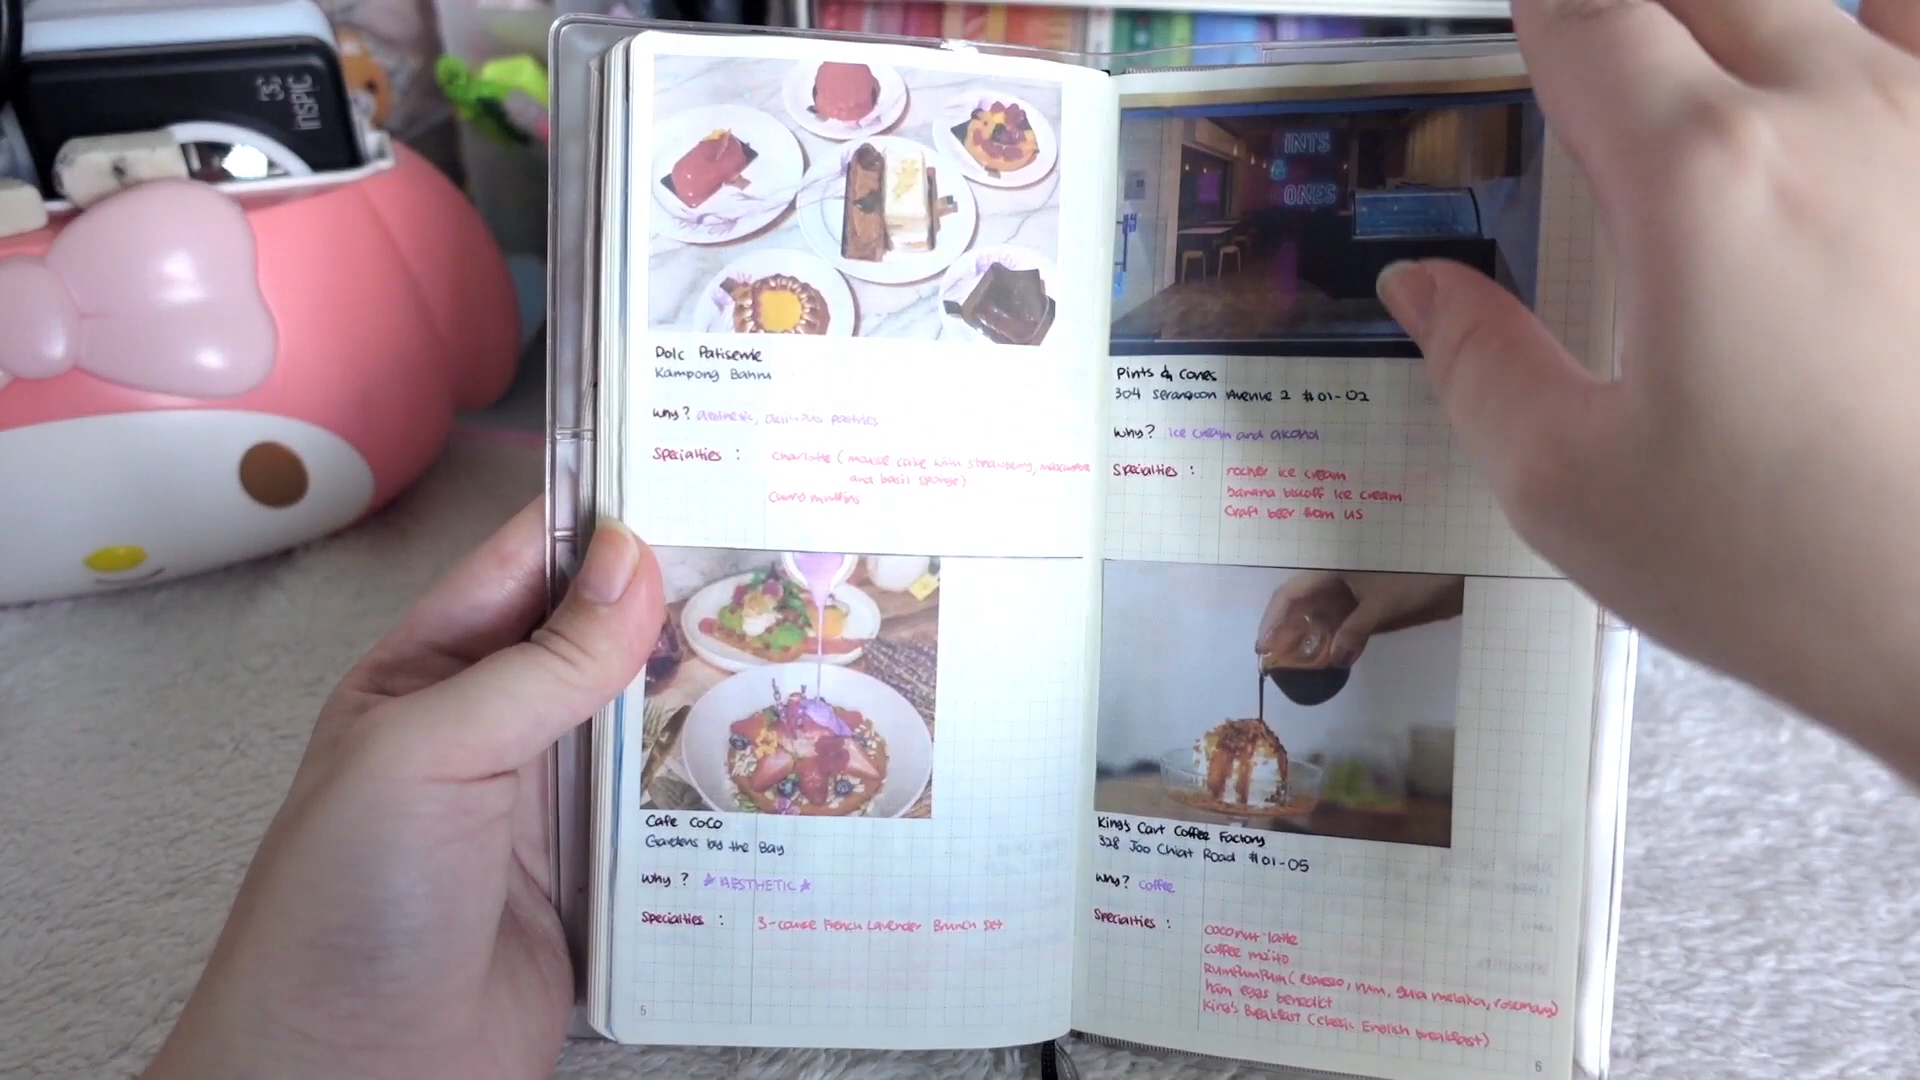 INSPIC
Dolc Patisserie
Kampong Bahru
Why? aesthetic, delicious pastries
Specialties : Charlotte (mousse cake with strawberry,
and basil sponge)
Curry muffins
Cafe CoCo
Gardens by the Bay
Why? ☆AESTHETIC☆
Specialties : 3-course French Lavender Brunch set
5
INTS
&
ONES
Pints & Cones
304 Serangoon Avenue 2 #01-02
Why? Ice cream and alcohol
Specialties : rocher ice cream
banana biscoff ice cream
Craft beer from US
King's Cart Coffee Factory
328 Joo Chiat Road #01-05
Why? Coffee
Specialties : coconut latte
coffee mojito
RumPumPum (espresso, rum, gula melaka, rosemary)
ham eggs benedict
King's Breakfast (classic English breakfast)
6